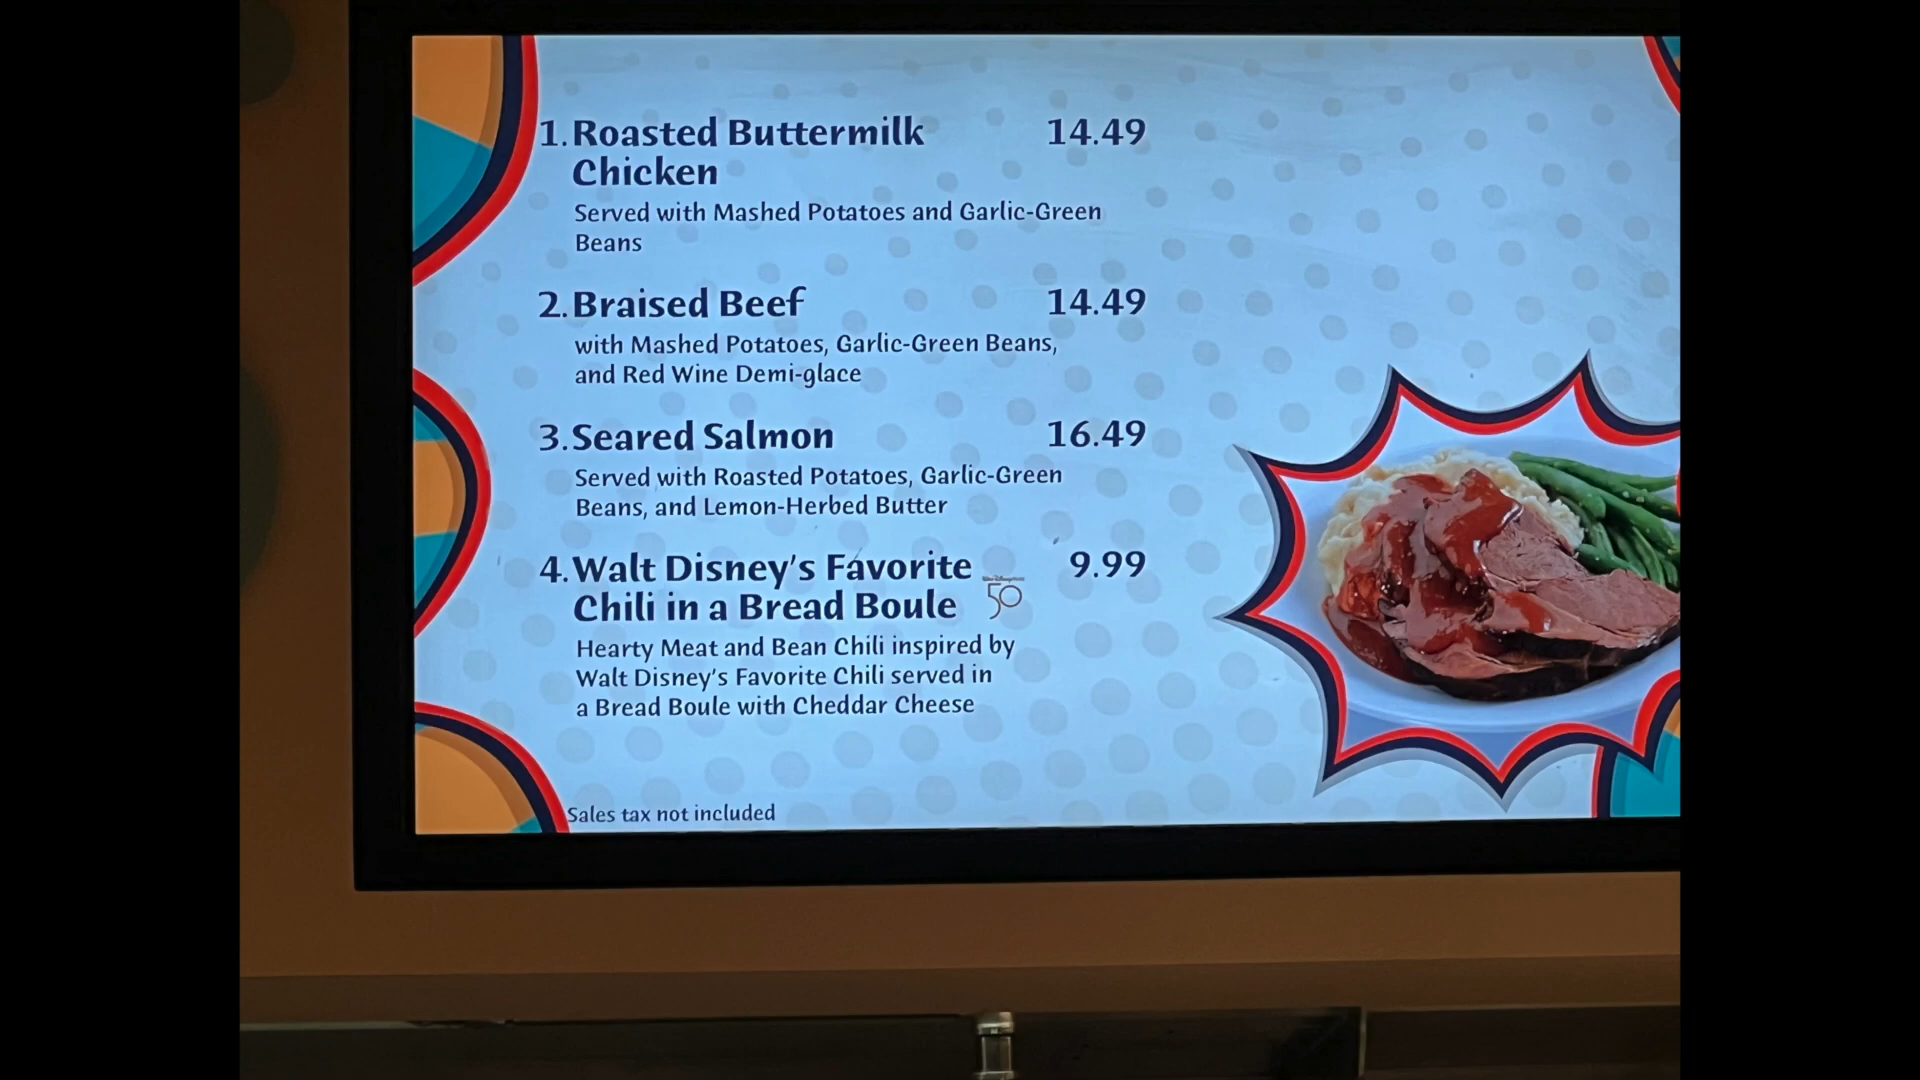 1. Roasted Buttermilk 14.49
Chicken
Served with Mashed Potatoes and Garlic-Green
Beans
2. Braised Beef 14.49
with Mashed Potatoes, Garlic-Green Beans,
and Red Wine Demi-glace
3. Seared Salmon 16.49
Served with Roasted Potatoes, Garlic-Green
Beans, and Lemon-Herbed Butter
4. Walt Disney's Favorite 9.99
Chili in a Bread Boule 50
Hearty Meat and Bean Chili inspired by
Walt Disney's Favorite Chili served in
a Bread Boule with Cheddar Cheese
Sales tax not included